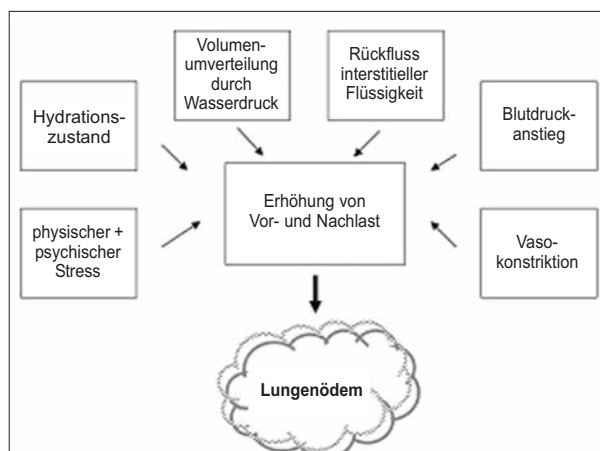 Hydrations-
zustand
Volumen-
umverteilung
durch
Wasserdruck
Rückfluss
interstitieller
Flüssigkeit
Blutdruck-
anstieg
physischer +
psychischer
Stress
Erhöhung von
Vor- und Nachlast
Vaso-
konstriktion
Lungenödem